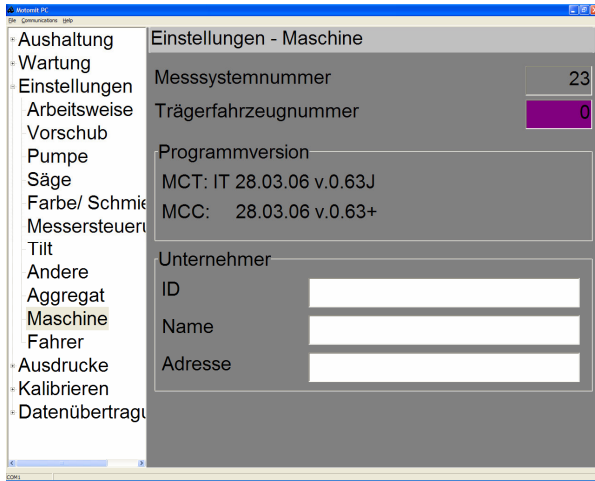 Motomit PC
File Communications Help
Aushaltung
Wartung
Einstellungen
Arbeitsweise
Vorschub
Pumpe
Säge
Farbe/ Schmie
Messersteueru
Tilt
Andere
Aggregat
Maschine
Fahrer
Ausdrucke
Kalibrieren
Datenübertragu
Einstellungen - Maschine
Messsystemnummer 23
Trägerfahrzeugnummer 0
Programmversion
MCT: IT 28.03.06 v.0.63J
MCC: 28.03.06 v.0.63+
Unternehmer
ID
Name
Adresse
COM1